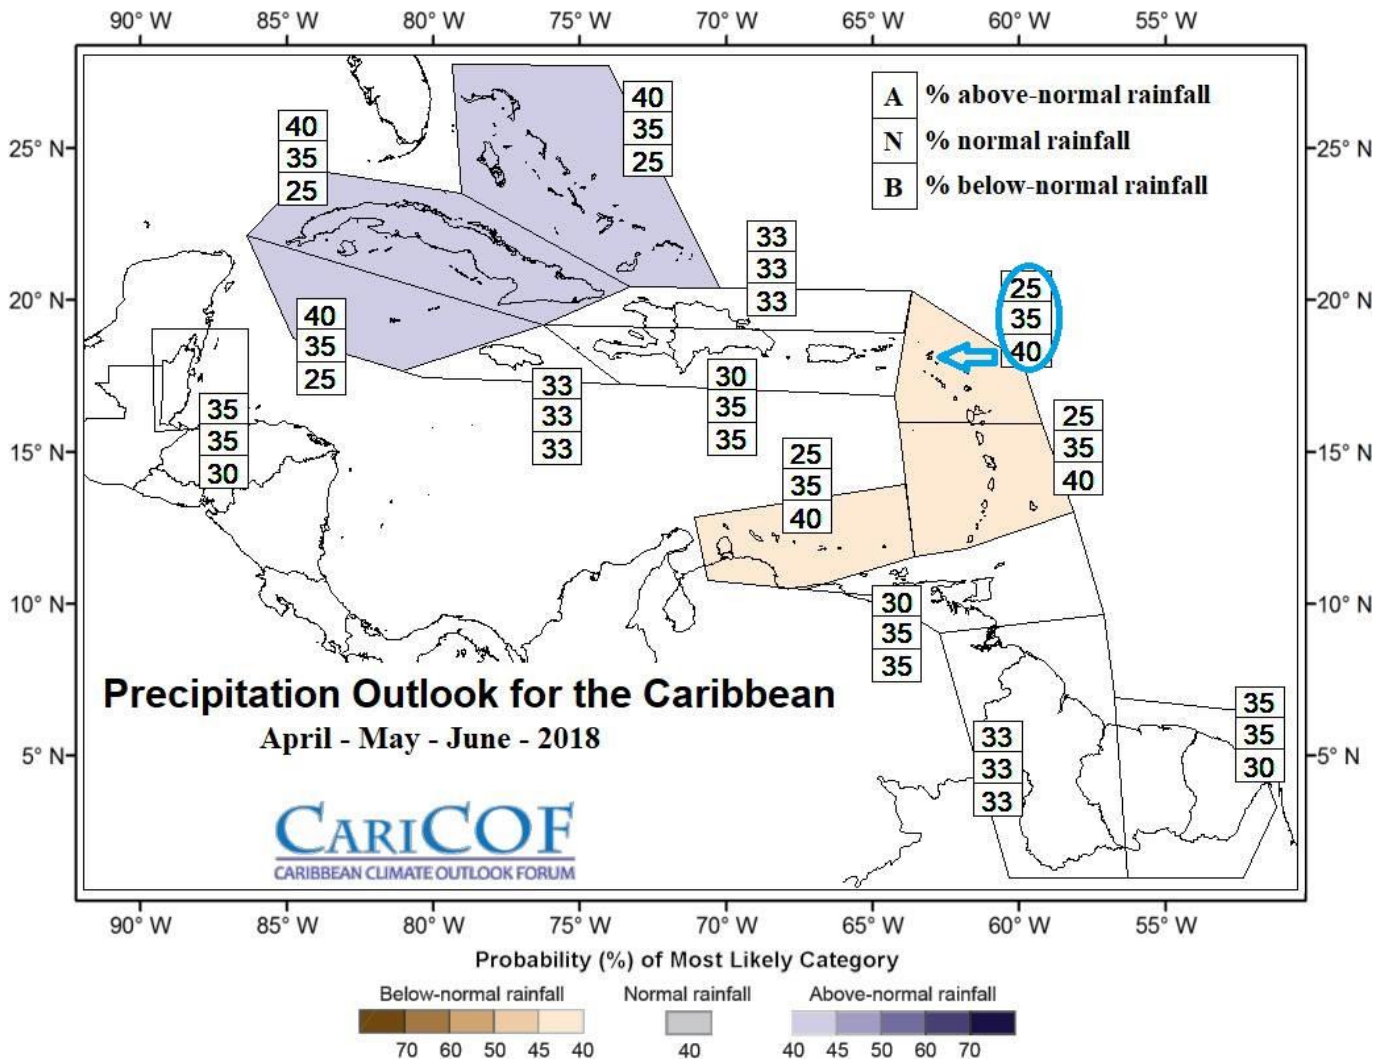 90° W 85° W 80° W 75° W 70° W 65° W 60° W 55° W
A % above-normal rainfall
N % normal rainfall
B % below-normal rainfall
25° N
20° N
15° N
10° N
5° N
25° N
20° N
15° N
10° N
5° N
40
35
25
40
35
25
33
33
33
25
35
40
40
35
25
33
33
33
30
35
35
35
35
30
25
35
40
25
35
40
30
35
35
33
33
33
35
35
30
Precipitation Outlook for the Caribbean
April - May - June - 2018
CARICOF
CARIBBEAN CLIMATE OUTLOOK FORUM
90° W 85° W 80° W 75° W 70° W 65° W 60° W 55° W
Probability (%) of Most Likely Category
Below-normal rainfall Normal rainfall Above-normal rainfall
70 60 50 45 40 40 40 45 50 60 70